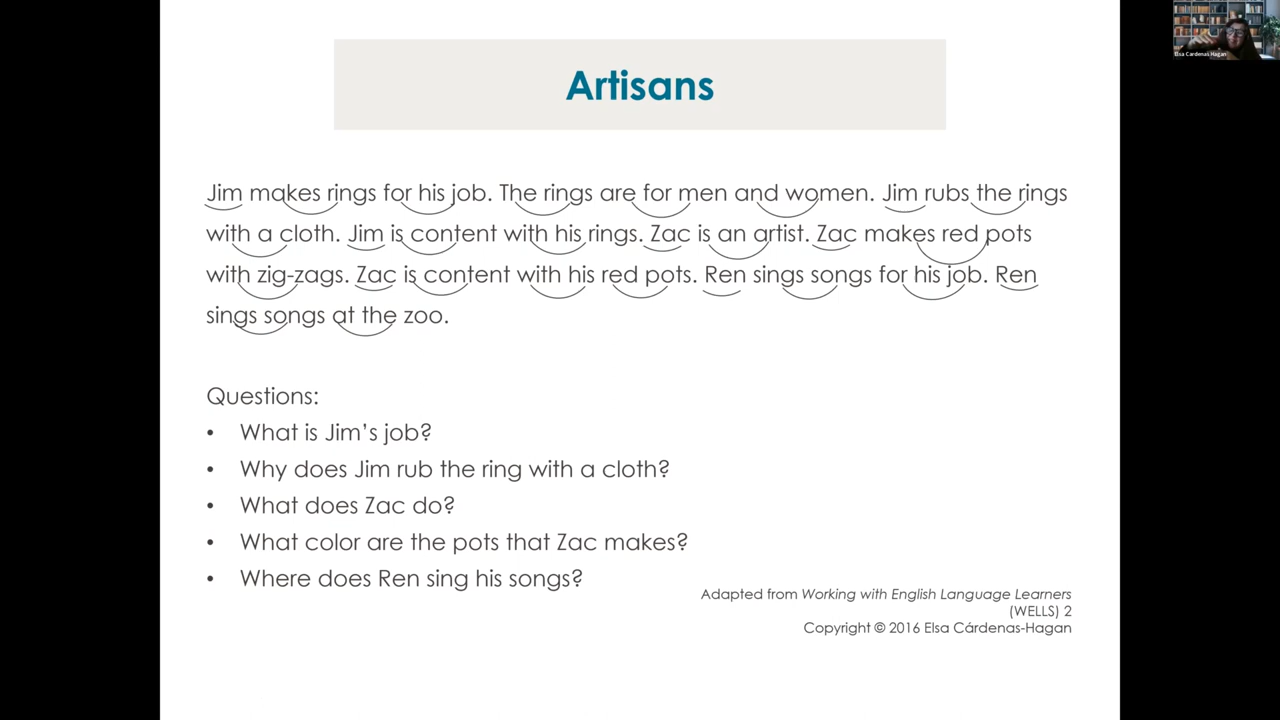 Elsa Cardenas Hagan
Artisans
Jim makes rings for his job. The rings are for men and women. Jim rubs the rings
with a cloth. Jim is content with his rings. Zac is an artist. Zac makes red pots
with zig-zags. Zac is content with his red pots. Ren sings songs for his job. Ren
sings songs at the zoo.
Questions:
• What is Jim's job?
• Why does Jim rub the ring with a cloth?
• What does Zac do?
• What color are the pots that Zac makes?
• Where does Ren sing his songs?
Adapted from Working with English Language Learners
(WELLS) 2
Copyright © 2016 Elsa Cárdenas-Hagan